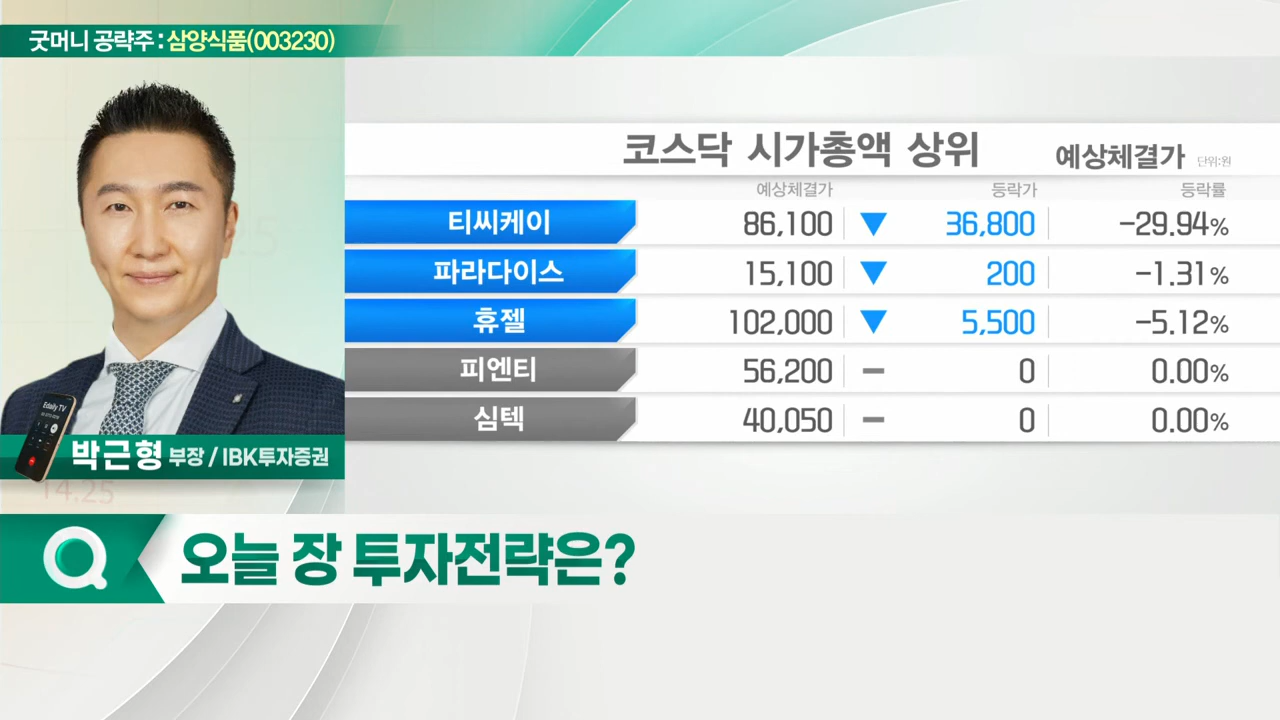 굿머니 공략주 : 삼양식품(003230)
코스닥 시가총액 상위 예상체결가 단위:원
예상체결가 등락가 등락률
티씨케이 86,100 ▼ 36,800 -29.94%
파라다이스 15,100 ▼ 200 -1.31%
휴젤 102,000 ▼ 5,500 -5.12%
피엔티 56,200 - 0 0.00%
심텍 40,050 - 0 0.00%
Edaily TV
박근형 부장 / IBK투자증권
14.25
Q 오늘 장 투자전략은?